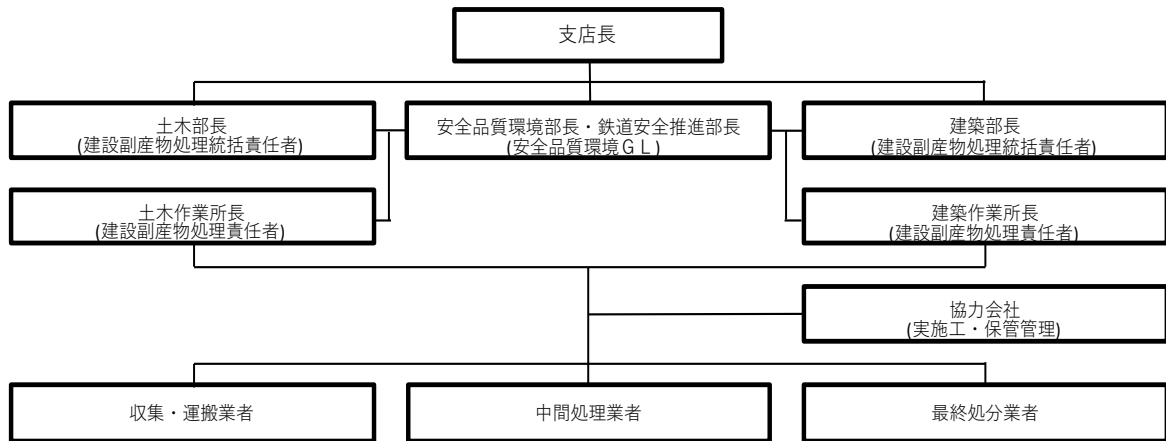 支店長
土木部長
(建設副産物処理統括責任者)
安全品質環境部長・鉄道安全推進部長
(安全品質環境ＧＬ)
建築部長
(建設副産物処理統括責任者)
土木作業所長
(建設副産物処理責任者)
建築作業所長
(建設副産物処理責任者)
協力会社
(実施工・保管管理)
収集・運搬業者
中間処理業者
最終処分業者